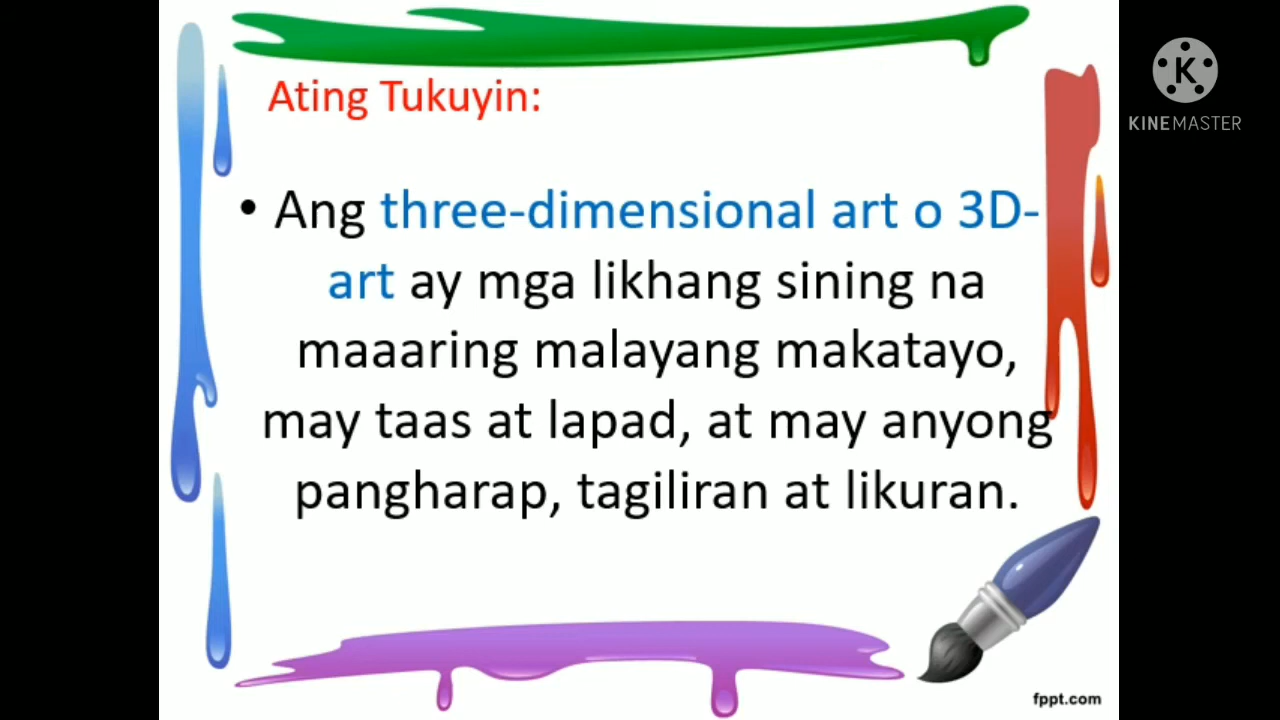 Ating Tukuyin:
• Ang three-dimensional art o 3D-
art ay mga likhang sining na
maaaring malayang makatayo,
may taas at lapad, at may anyong
pangharap, tagiliran at likuran.
K
KINEMASTER
fppt.com